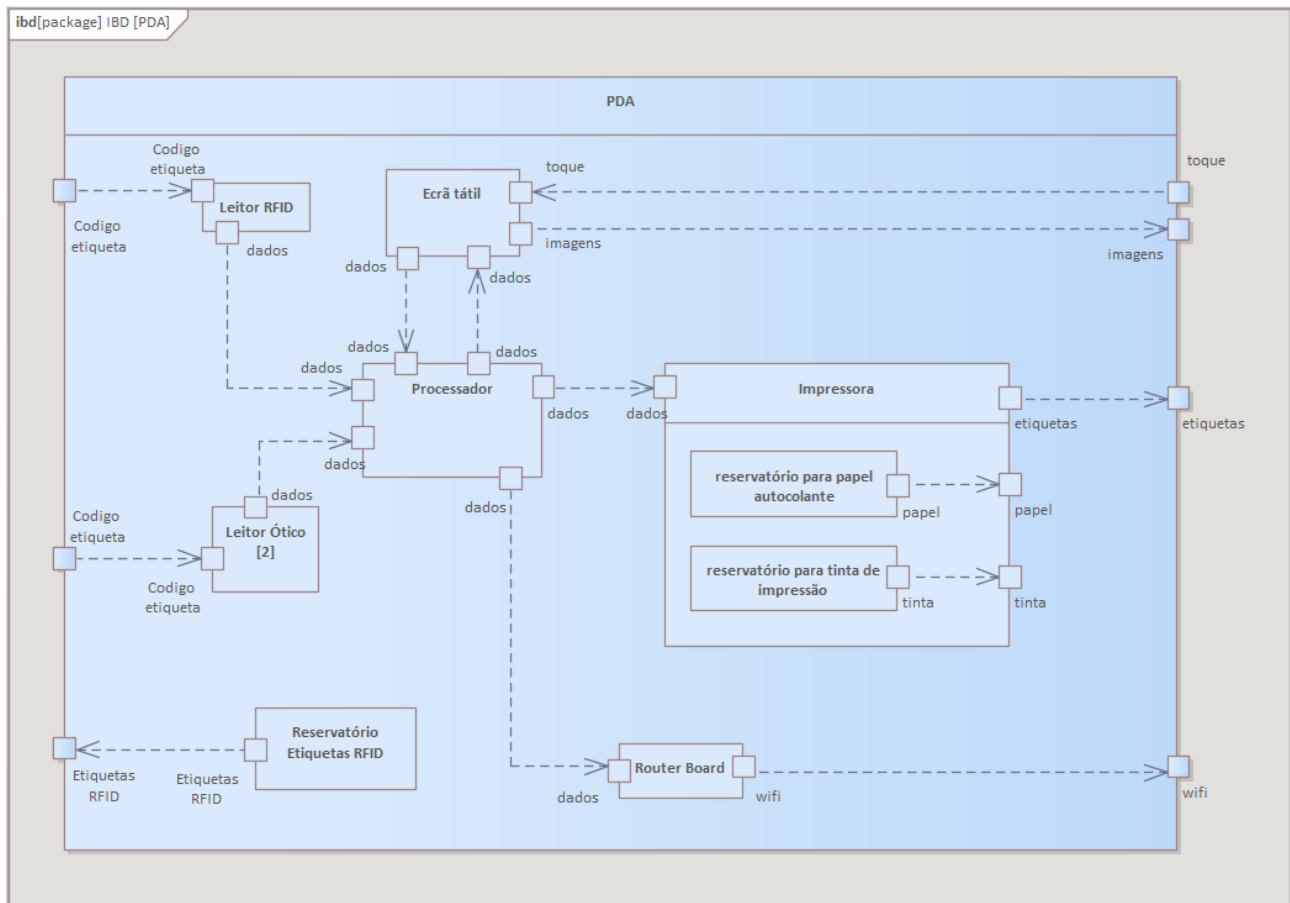 ibd[package] IBD [PDA]
PDA
Codigo
etiqueta
Codigo
etiqueta
Leitor RFID
dados
Ecrã tátil
toque
toque
imagens
imagens
dados
dados
dados
dados
dados
Processador
dados
dados
Impressora
etiquetas
etiquetas
dados
dados
dados
Codigo
etiqueta
Leitor Ótico
[2]
Codigo
etiqueta
reservatório para papel
autocolante
papel
papel
reservatório para tinta de
impressão
tinta
tinta
Reservatório
Etiquetas RFID
Etiquetas
RFID
Etiquetas
RFID
Router Board
dados
wifi
wifi